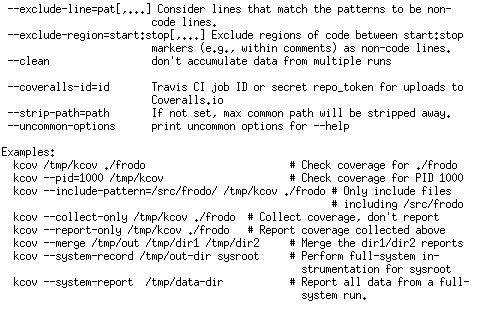 --exclude-line=pat[,...] Consider lines that match the patterns to be non-
code lines.
--exclude-region=start:stop[,...] Exclude regions of code between start:stop
markers (e.g., within comments) as non-code lines.
--clean don't accumulate data from multiple runs
--coveralls-id=id Travis CI job ID or secret repo_token for uploads to
Coveralls.io
--strip-path=path If not set, max common path will be stripped away.
--uncommon-options print uncommon options for --help
Examples:
kcov /tmp/kcov ./frodo # Check coverage for ./frodo
kcov --pid=1000 /tmp/kcov # Check coverage for PID 1000
kcov --include-pattern=/src/frodo/ /tmp/kcov ./frodo # Only include files
# including /src/frodo
kcov --collect-only /tmp/kcov ./frodo # Collect coverage, don't report
kcov --report-only /tmp/kcov ./frodo # Report coverage collected above
kcov --merge /tmp/out /tmp/dir1 /tmp/dir2 # Merge the dir1/dir2 reports
kcov --system-record /tmp/out-dir sysroot # Perform full-system in-
strumentation for sysroot
kcov --system-report /tmp/data-dir # Report all data from a full-
system run.